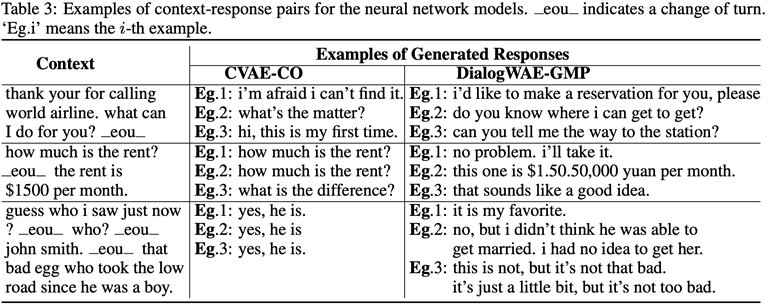 Table 3: Examples of context-response pairs for the neural network models. _eou_ indicates a change of turn.
'Eg.i' means the i-th example.
Context
Examples of Generated Responses
CVAE-CO
DialogWAE-GMP
thank your for calling
world airline. what can
I do for you? _eou_
Eg.1: i'm afraid i can't find it.
Eg.2: what's the matter?
Eg.3: hi, this is my first time.
Eg.1: i'd like to make a reservation for you, please
Eg.2: do you know where i can get to get?
Eg.3: can you tell me the way to the station?
how much is the rent?
_eou_ the rent is
$1500 per month.
Eg.1: how much is the rent?
Eg.2: how much is the rent?
Eg.3: what is the difference?
Eg.1: no problem. i'll take it.
Eg.2: this one is $1.50.50,000 yuan per month.
Eg.3: that sounds like a good idea.
guess who i saw just now
? _eou_ who? _eou_
john smith. _eou_ that
bad egg who took the low
road since he was a boy.
Eg.1: yes, he is.
Eg.2: yes, he is
Eg.3: yes, he is.
Eg.1: it is my favorite.
Eg.2: no, but i didn't think he was able to
get married. i had no idea to get her.
Eg.3: this is not, but it's not that bad.
it's just a little bit, but it's not too bad.